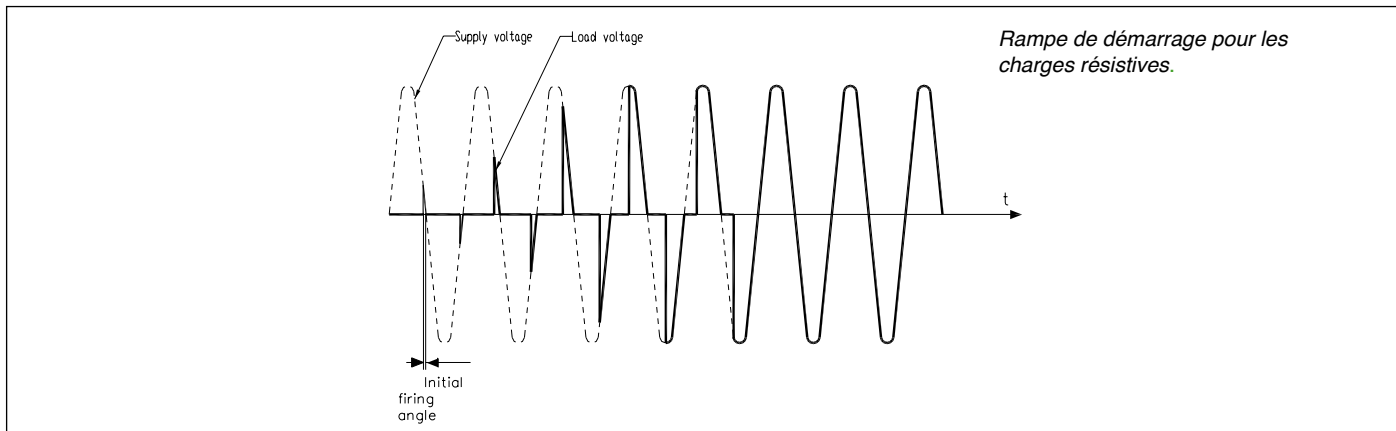 Supply voltage
Load voltage
Rampe de démarrage pour les
charges résistives.
t
Initial
firing
angle